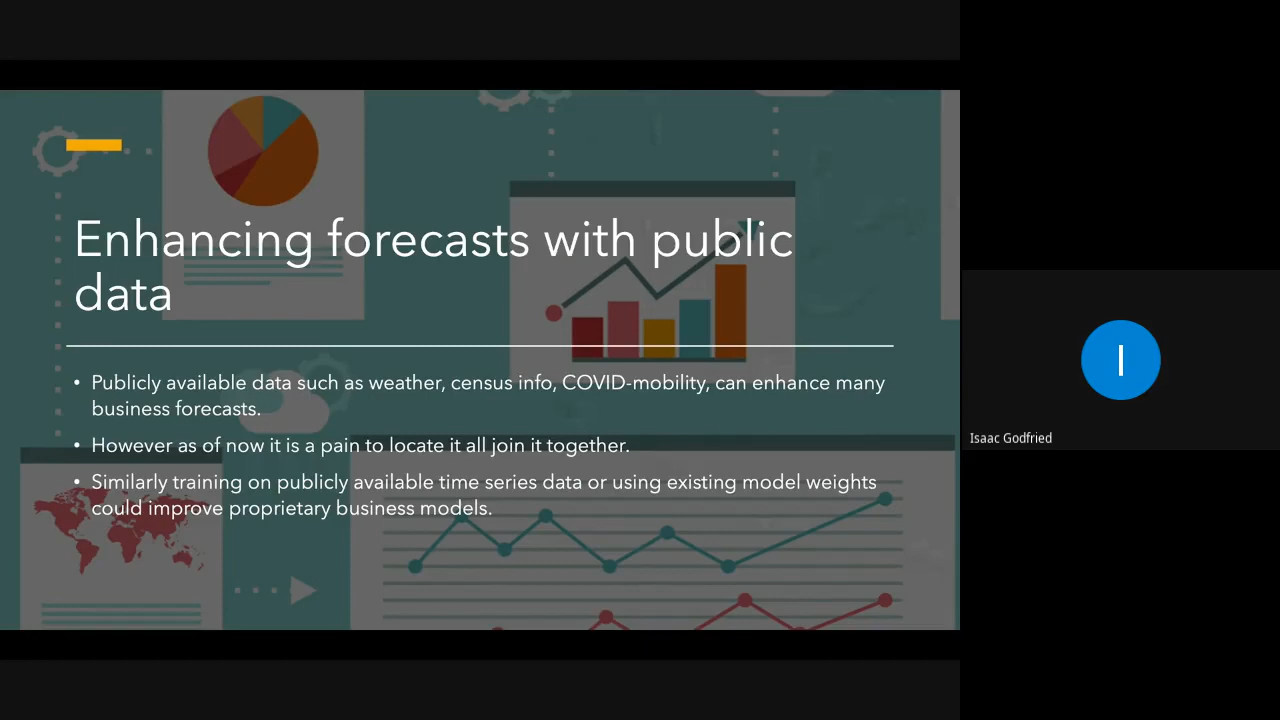 Enhancing forecasts with public
data
• Publicly available data such as weather, census info, COVID-mobility, can enhance many
business forecasts.
• However as of now it is a pain to locate it all join it together.
• Similarly training on publicly available time series data or using existing model weights
could improve proprietary business models.
I
Isaac Godfried